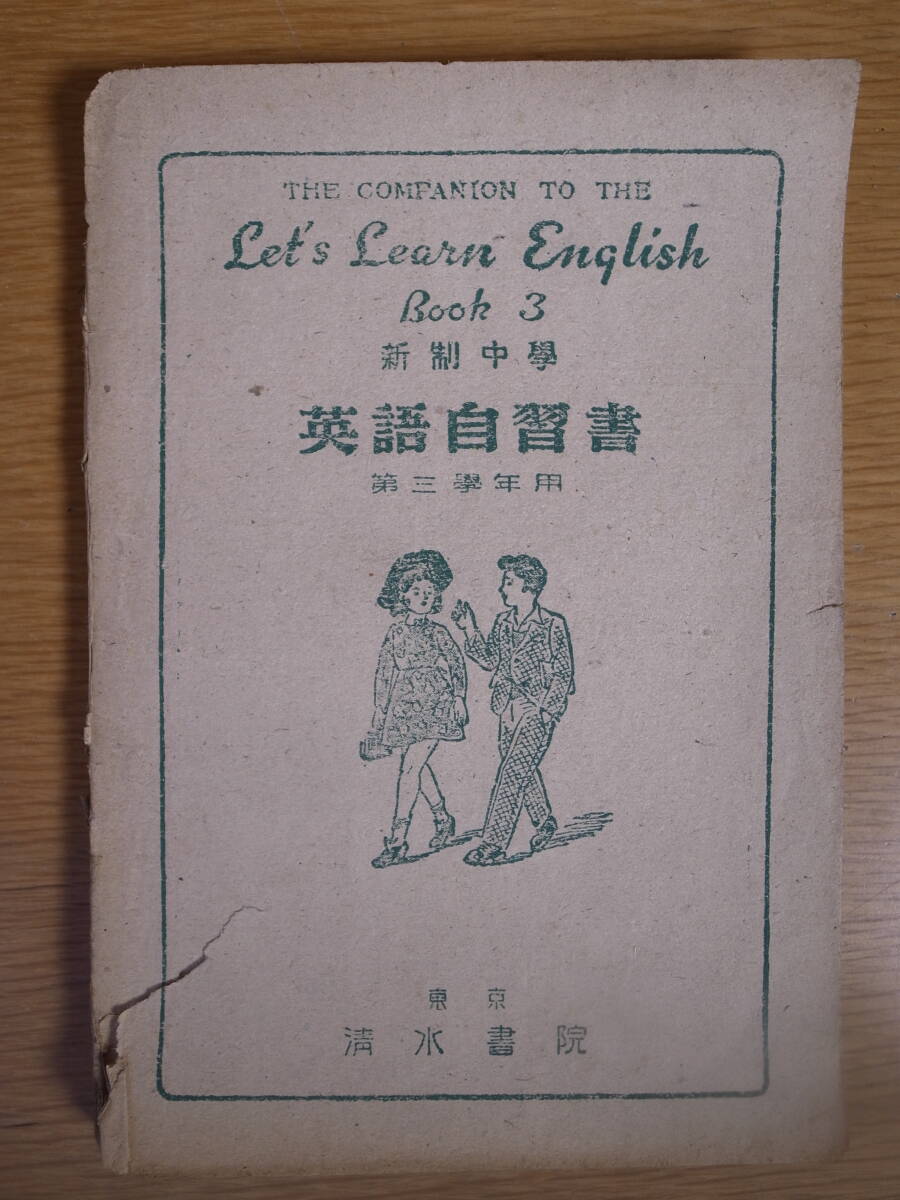 THE COMPANION TO THE
Let's Learn English
Book 3
新制中學
英語自習書
第三學年用
東京
清水書院